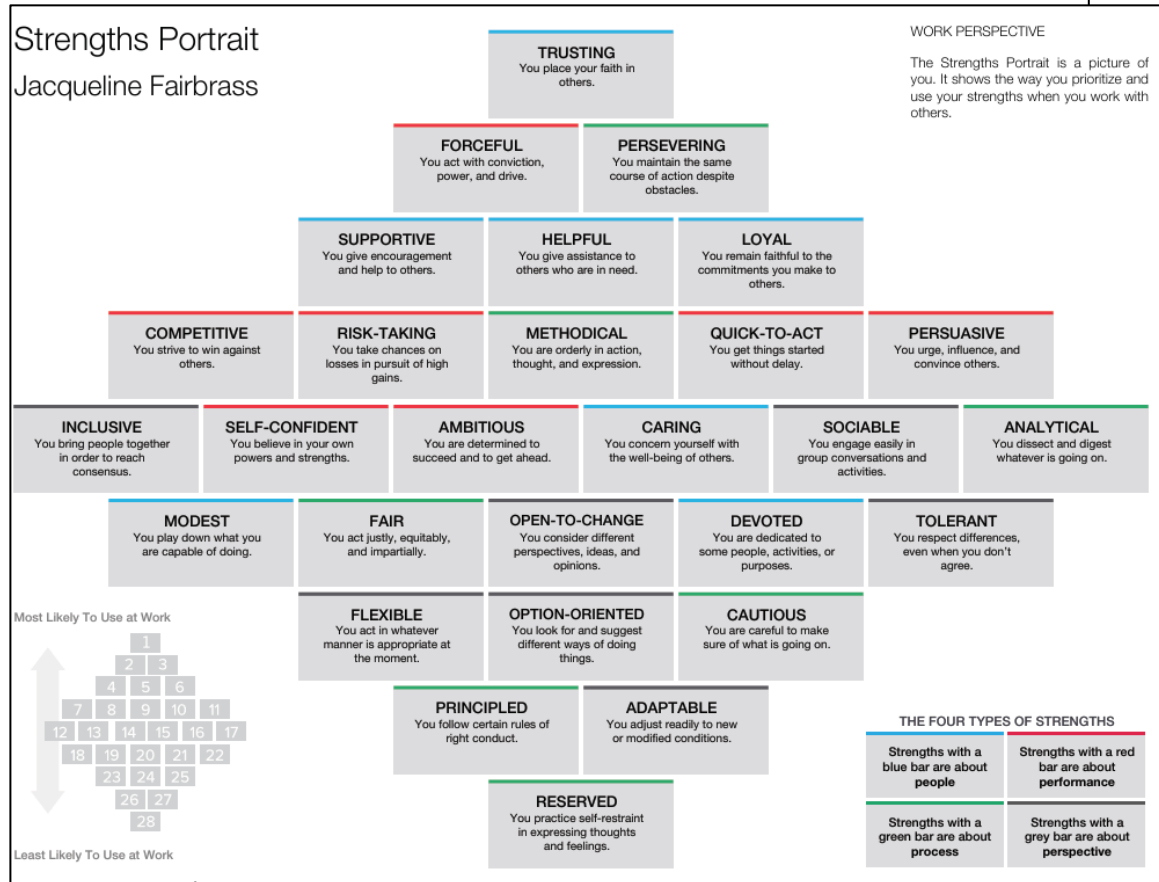 Strengths Portrait
Jacqueline Fairbrass
WORK PERSPECTIVE
The Strengths Portrait is a picture of
you. It shows the way you prioritize and
use your strengths when you work with
others.
TRUSTING
You place your faith in
others.
FORCEFUL
You act with conviction,
power, and drive.
PERSEVERING
You maintain the same
course of action despite
obstacles.
SUPPORTIVE
You give encouragement
and help to others.
HELPFUL
You give assistance to
others who are in need.
LOYAL
You remain faithful to the
commitments you make to
others.
COMPETITIVE
You strive to win against
others.
RISK-TAKING
You take chances on
losses in pursuit of high
gains.
METHODICAL
You are orderly in action,
thought, and expression.
QUICK-TO-ACT
You get things started
without delay.
PERSUASIVE
You urge, influence, and
convince others.
INCLUSIVE
You bring people together
in order to reach
consensus.
SELF-CONFIDENT
You believe in your own
powers and strengths.
AMBITIOUS
You are determined to
succeed and to get ahead.
CARING
You concern yourself with
the well-being of others.
SOCIABLE
You engage easily in
group conversations and
activities.
ANALYTICAL
You dissect and digest
whatever is going on.
MODEST
You play down what you
are capable of doing.
FAIR
You act justly, equitably,
and impartially.
OPEN-TO-CHANGE
You consider different
perspectives, ideas, and
opinions.
DEVOTED
You are dedicated to
some people, activities, or
purposes.
TOLERANT
You respect differences,
even when you don't
agree.
FLEXIBLE
You act in whatever
manner is appropriate at
the moment.
OPTION-ORIENTED
You look for and suggest
different ways of doing
things.
CAUTIOUS
You are careful to make
sure of what is going on.
PRINCIPLED
You follow certain rules of
right conduct.
ADAPTABLE
You adjust readily to new
or modified conditions.
RESERVED
You practice self-restraint
in expressing thoughts
and feelings.
Most Likely To Use at Work
1
2 3
4 5 6
7 8 9 10 11
12 13 14 15 16 17
18 19 20 21 22
23 24 25
26 27
28
Least Likely To Use at Work
THE FOUR TYPES OF STRENGTHS
Strengths with a
blue bar are about
people
Strengths with a red
bar are about
performance
Strengths with a
green bar are about
process
Strengths with a
grey bar are about
perspective